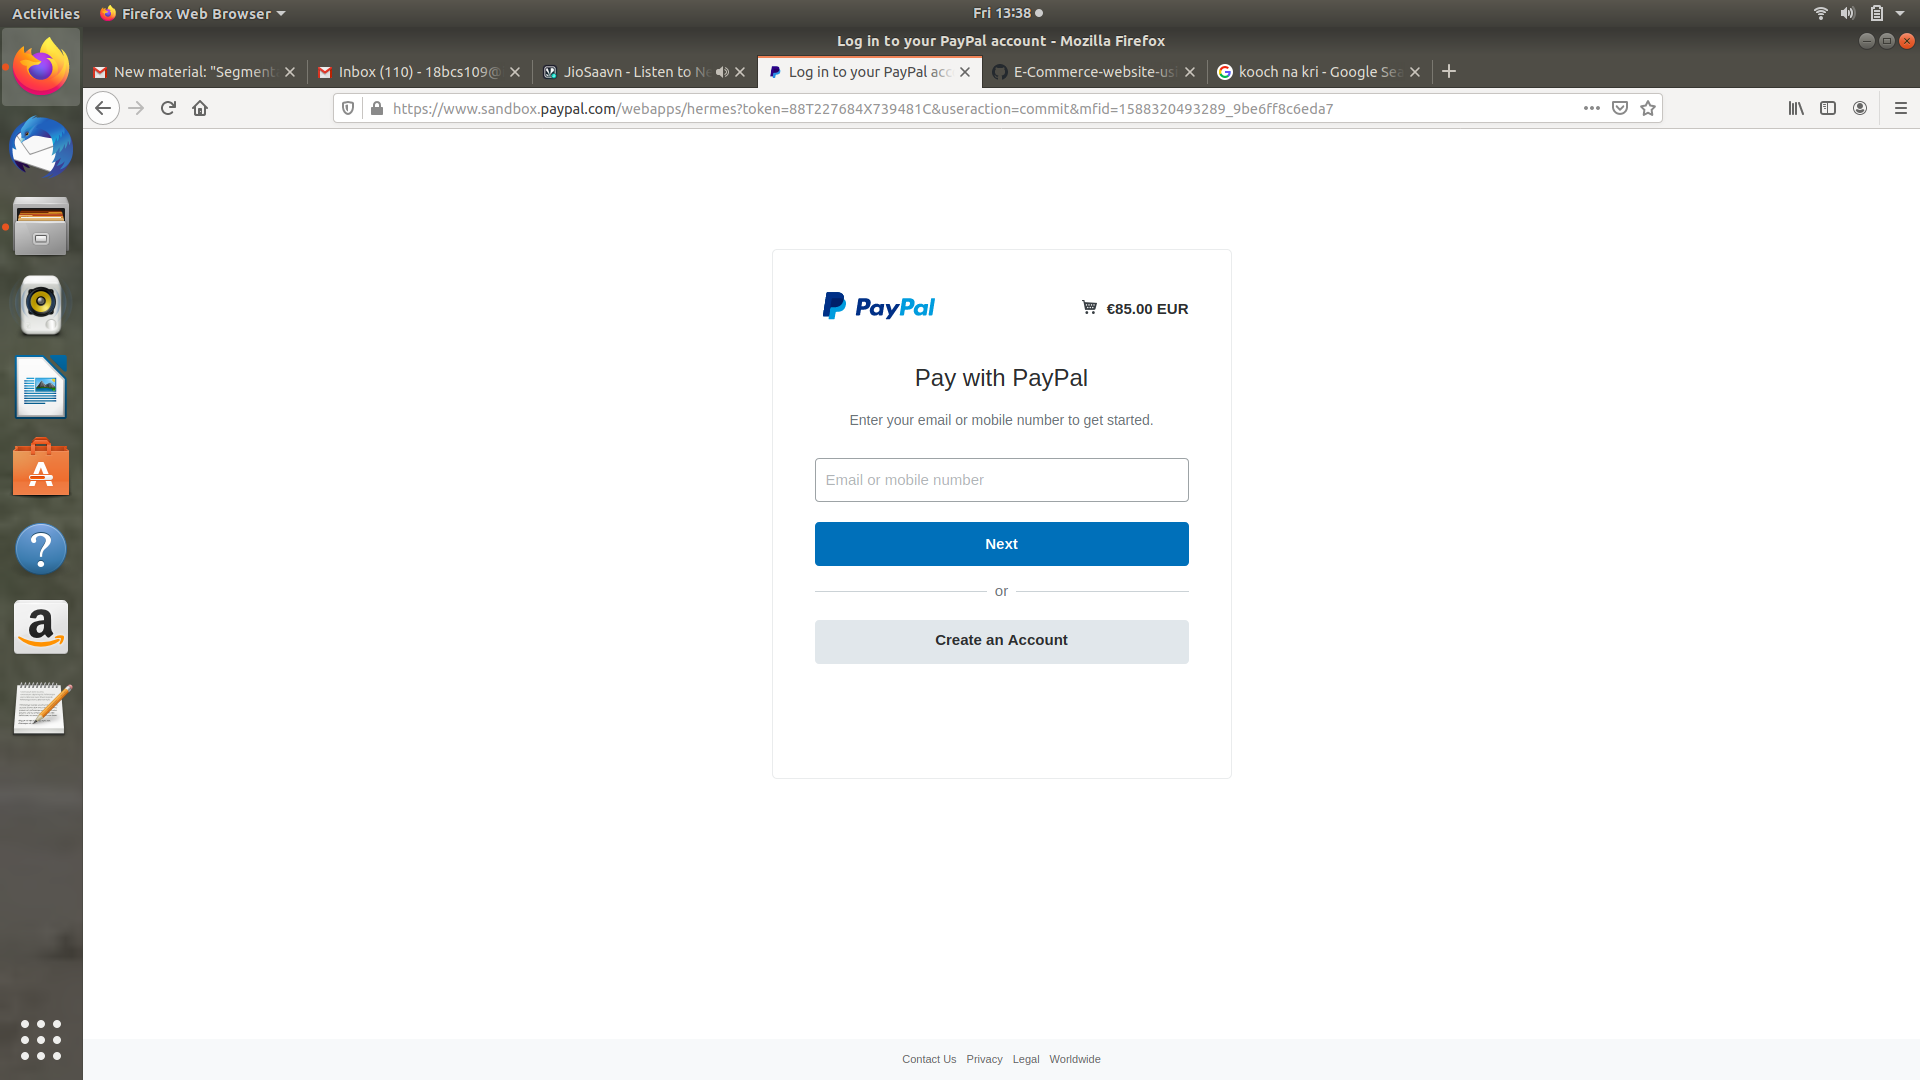 Activities
Firefox Web Browser
Fri 13:38
Log in to your PayPal account - Mozilla Firefox
New material: "Segment
Inbox (110) - 18bcs109@
JioSaavn - Listen to Ne
Log in to your PayPal acc
E-Commerce-website-us
kooch na kri - Google Sea
https://www.sandbox.paypal.com/webapps/hermes?token=88T227684X739481C&useraction=commit&mfid=1588320493289_9be6ff8c6eda7
PayPal
€85.00 EUR
Pay with PayPal
Enter your email or mobile number to get started.
Email or mobile number
Next
or
Create an Account
Contact Us
Privacy
Legal
Worldwide